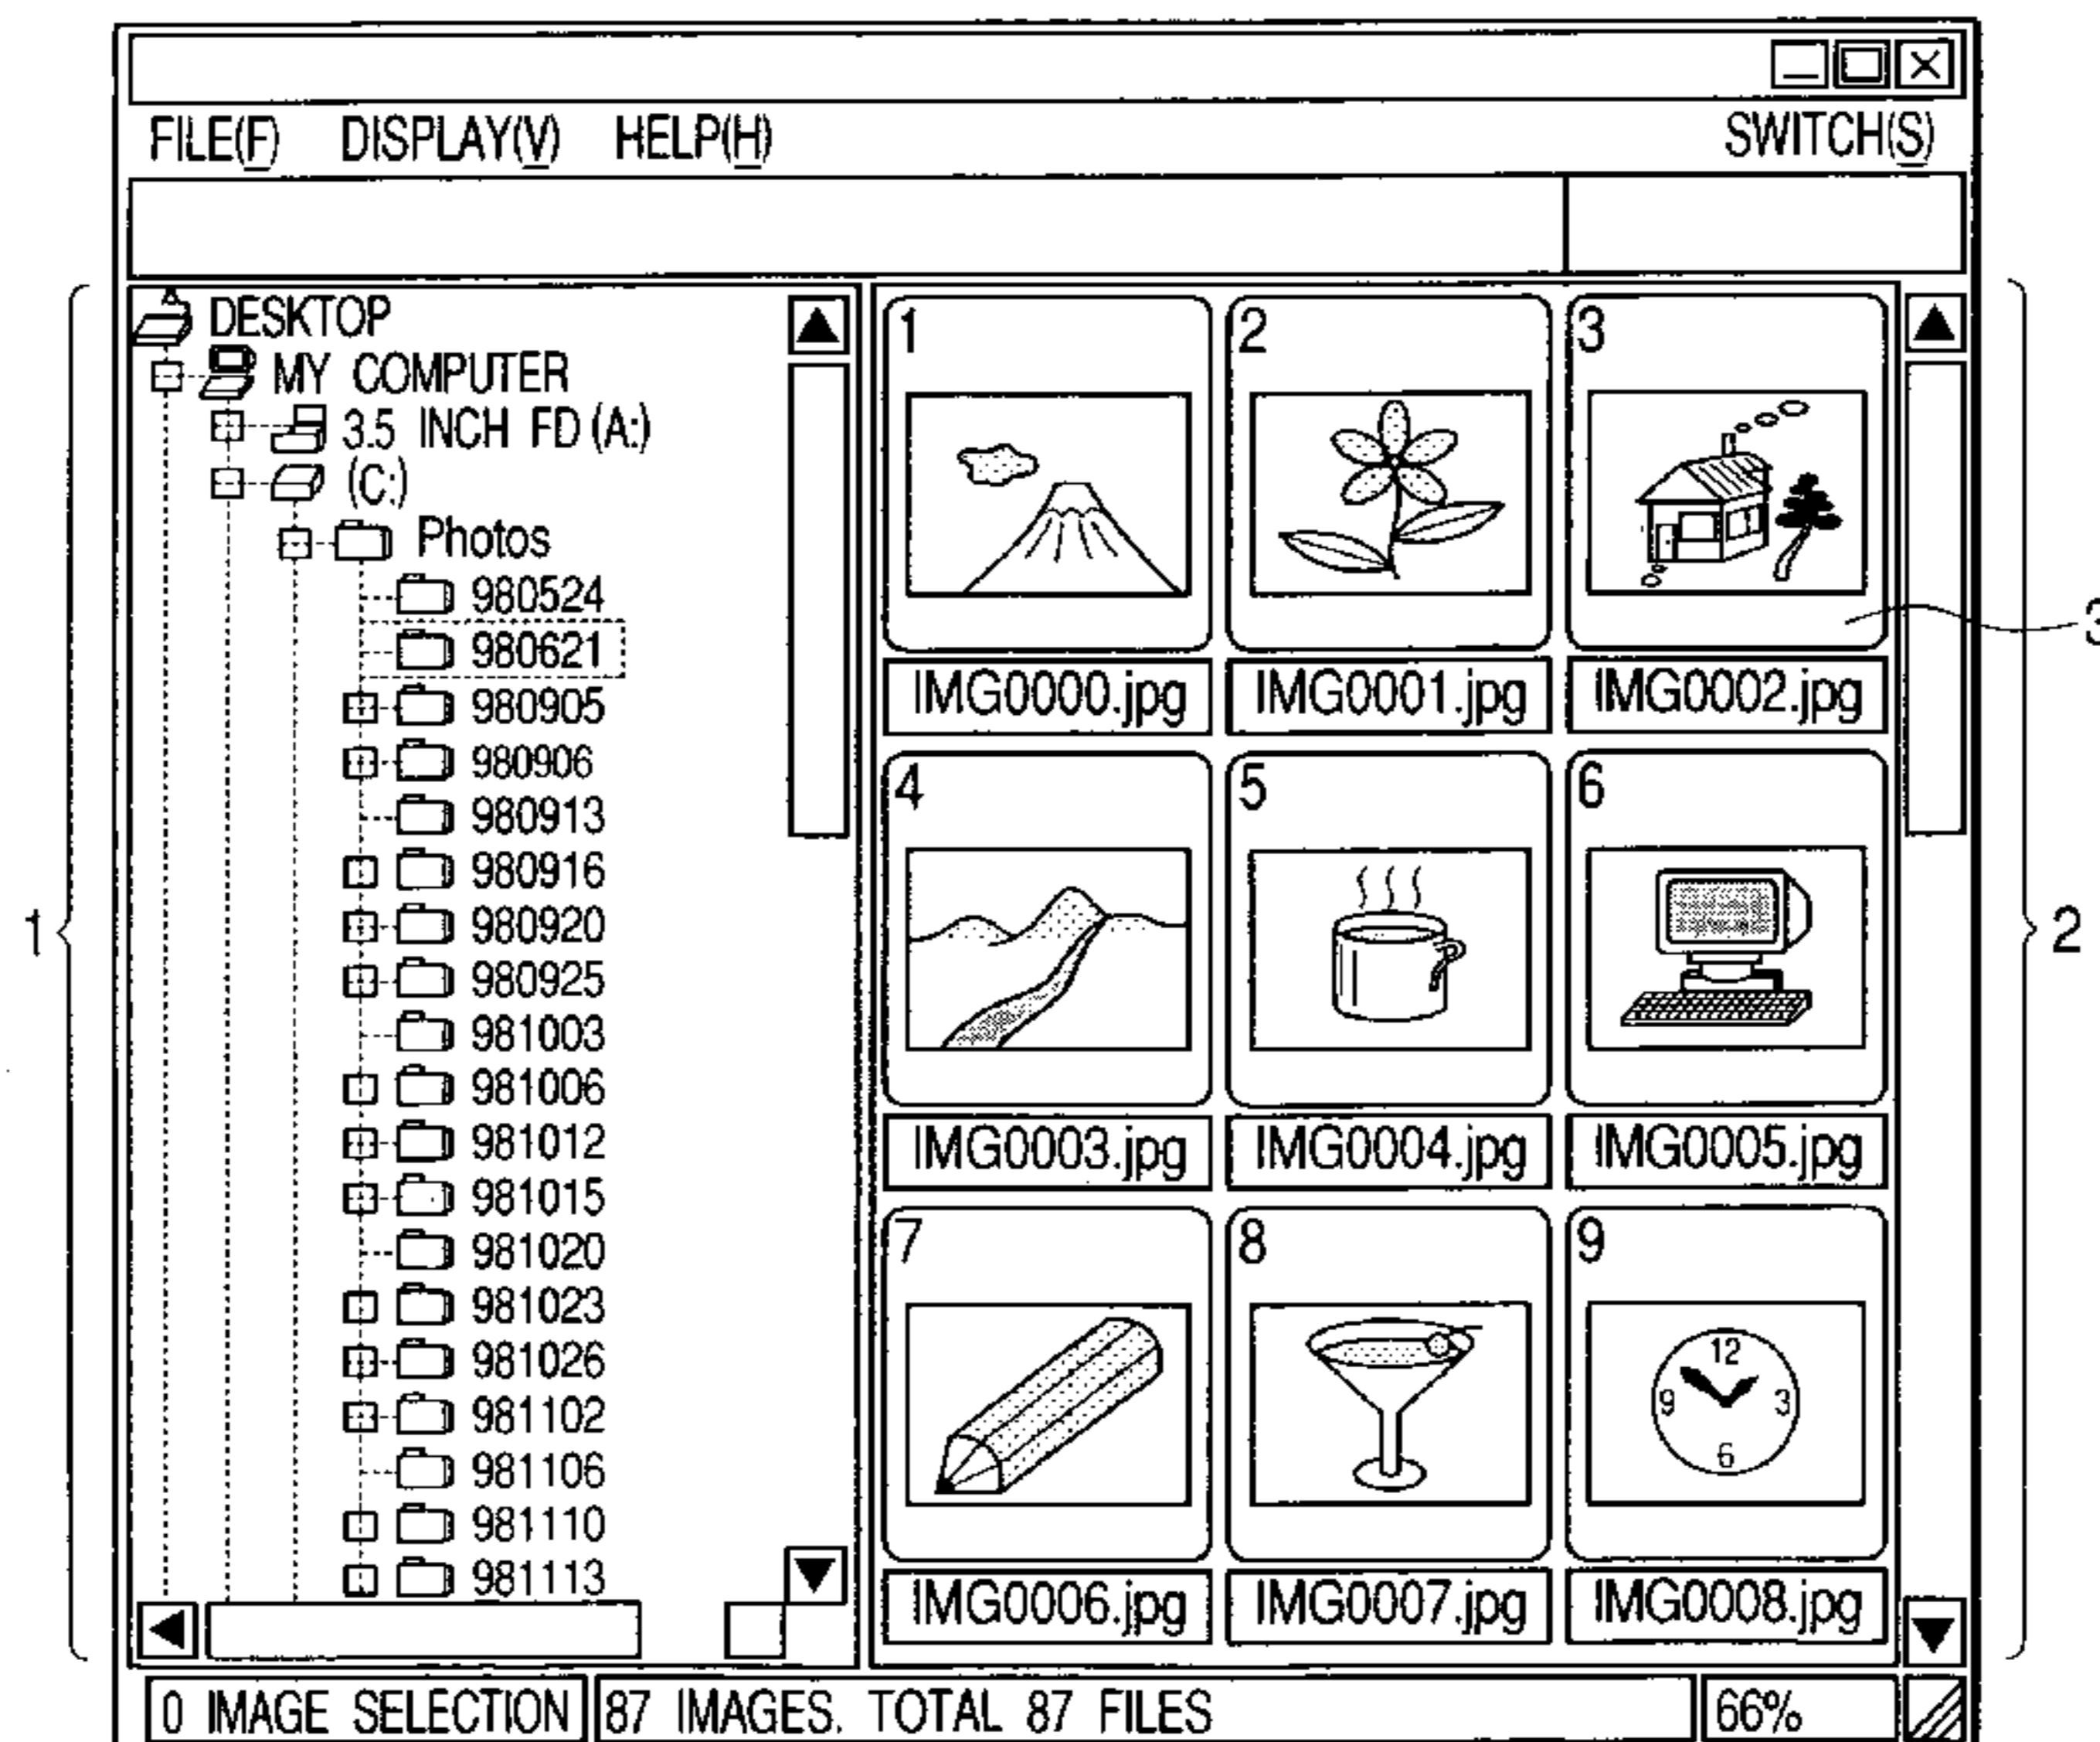 FILE(F) DISPLAY(V) HELP(H) SWITCH(S)
DESKTOP
MY COMPUTER
3.5 INCH FD (A:)
(C:)
Photos
980524
980621
980905
980906
980913
980916
980920
980925
981003
981006
981012
981015
981020
981023
981026
981102
981106
981110
981113
1
1 2 3
IMG0000.jpg IMG0001.jpg IMG0002.jpg
4 5 6
IMG0003.jpg IMG0004.jpg IMG0005.jpg
7 8 9
12
9 3
6
IMG0006.jpg IMG0007.jpg IMG0008.jpg
3
2
0 IMAGE SELECTION 87 IMAGES. TOTAL 87 FILES 66%